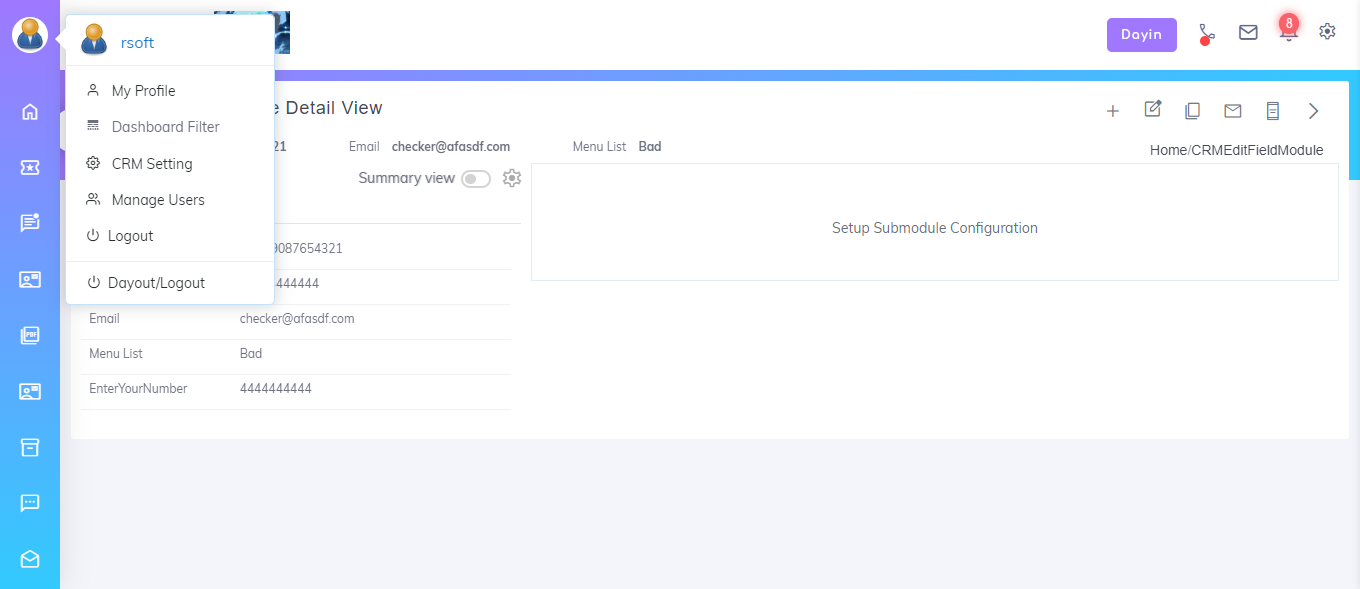 rsoft
Dayin
8
My Profile
Dashboard Filter
CRM Setting
Manage Users
Logout
Dayout/Logout
e Detail View
21 Email checker@afasdf.com Menu List Bad
Home/CRMEditFieldModule
Summary view
Setup Submodule Configuration
9087654321
444444
Email checker@afasdf.com
Menu List Bad
EnterYourNumber 4444444444
PDF